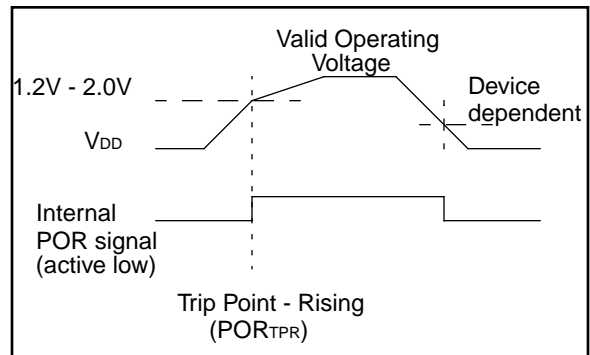 Valid Operating
Voltage
1.2V - 2.0V
Device
dependent
VDD
Internal
POR signal
(active low)
Trip Point - Rising
(PORTPR)